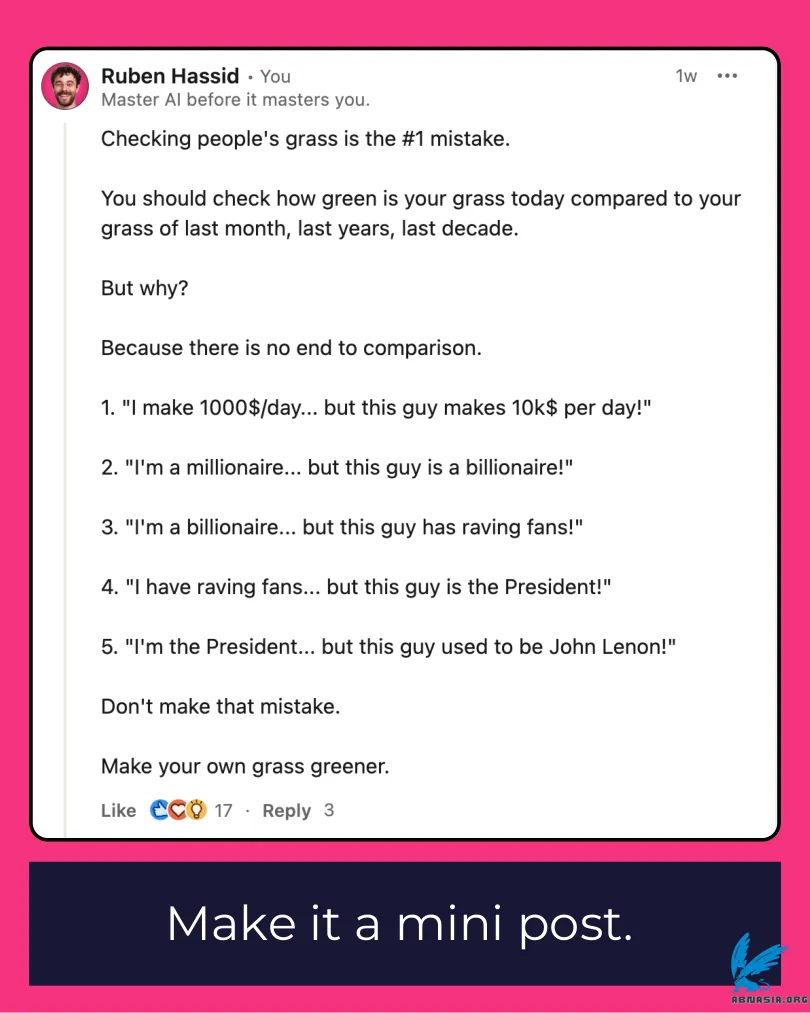 Ruben Hassid • You
1w •••
Master AI before it masters you.
Checking people's grass is the #1 mistake.
You should check how green is your grass today compared to your
grass of last month, last years, last decade.
But why?
Because there is no end to comparison.
1. "I make 1000$/day... but this guy makes 10k$ per day!"
2. "I'm a millionaire... but this guy is a billionaire!"
3. "I'm a billionaire... but this guy has raving fans!"
4. "I have raving fans... but this guy is the President!"
5. "I'm the President... but this guy used to be John Lenon!"
Don't make that mistake.
Make your own grass greener.
Like 17 · Reply 3
Make it a mini post.
ABNASIA.ORG